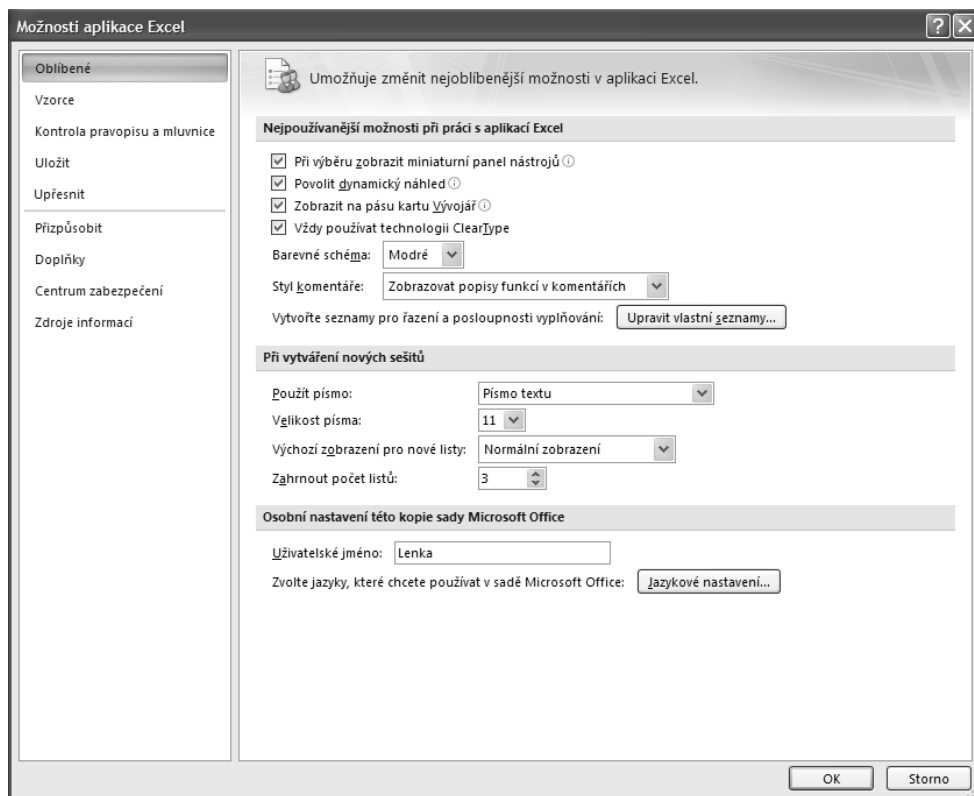 Možnosti aplikace Excel
Oblíbené
Vzorce
Kontrola pravopisu a mluvnice
Uložit
Upřesnit
Přizpůsobit
Doplňky
Centrum zabezpečení
Zdroje informací
Umožňuje změnit nejoblíbenější možnosti v aplikaci Excel.
Nejpoužívanější možnosti při práci s aplikací Excel
Při výběru zobrazit miniaturní panel nástrojů
Povolit dynamický náhled
Zobrazit na pásu kartu Vývojář
Vždy používat technologii ClearType
Barevné schéma: Modré
Styl komentáře: Zobrazovat popisy funkcí v komentářích
Vytvořte seznamy pro řazení a posloupnosti vyplňování: Upravit vlastní seznamy...
Při vytváření nových sešitů
Použít písmo: Písmo textu
Velikost písma: 11
Výchozí zobrazení pro nové listy: Normální zobrazení
Zahrnout počet listů: 3
Osobní nastavení této kopie sady Microsoft Office
Uživatelské jméno: Lenka
Zvolte jazyky, které chcete používat v sadě Microsoft Office: Jazykové nastavení...
OK Storno